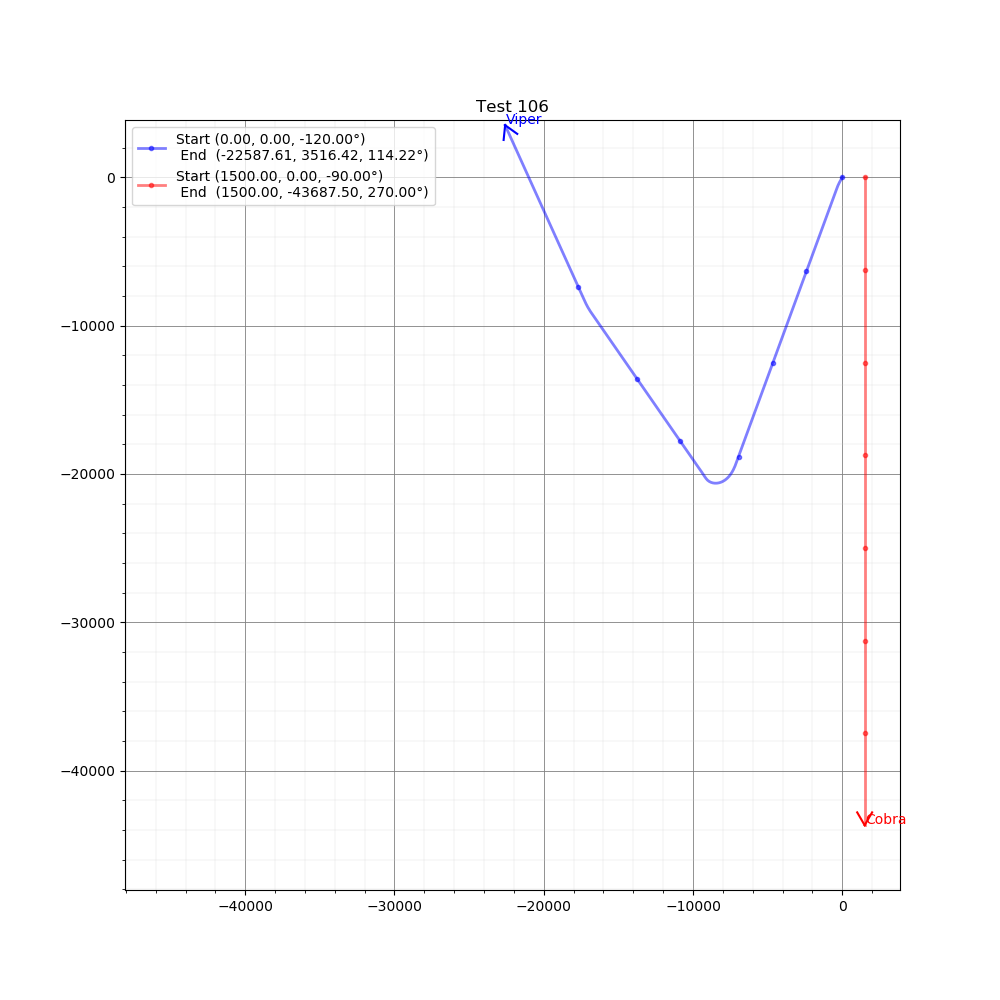 Test 106
Viper
Start (0.00, 0.00, -120.00°)
End  (-22587.61, 3516.42, 114.22°)
Start (1500.00, 0.00, -90.00°)
End  (1500.00, -43687.50, 270.00°)
0
−10000
−20000
−30000
−40000
Cobra
−40000
−30000
−20000
−10000
0